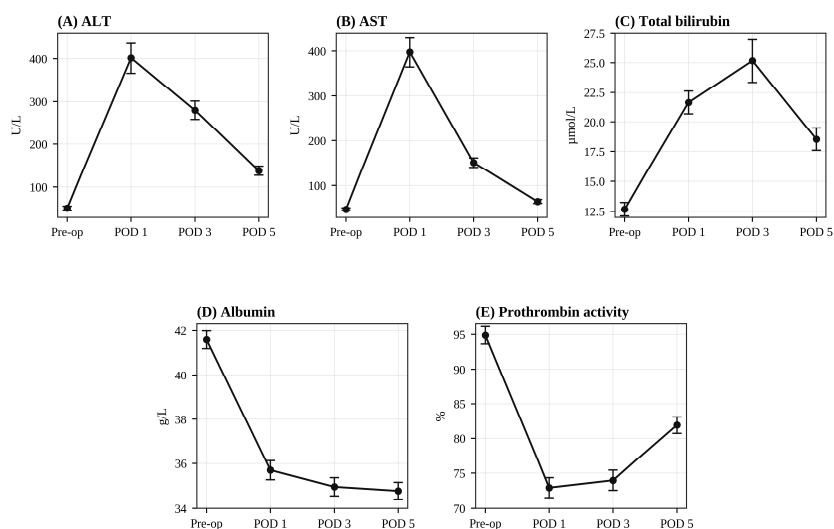 (A) ALT
U/L
400
300
200
100
Pre-op POD 1 POD 3 POD 5
(B) AST
U/L
400
300
200
100
Pre-op POD 1 POD 3 POD 5
(C) Total bilirubin
µmol/L
27.5
25.0
22.5
20.0
17.5
15.0
12.5
Pre-op POD 1 POD 3 POD 5
(D) Albumin
g/L
42
40
38
36
34
Pre-op POD 1 POD 3 POD 5
(E) Prothrombin activity
%
95
90
85
80
75
70
Pre-op POD 1 POD 3 POD 5